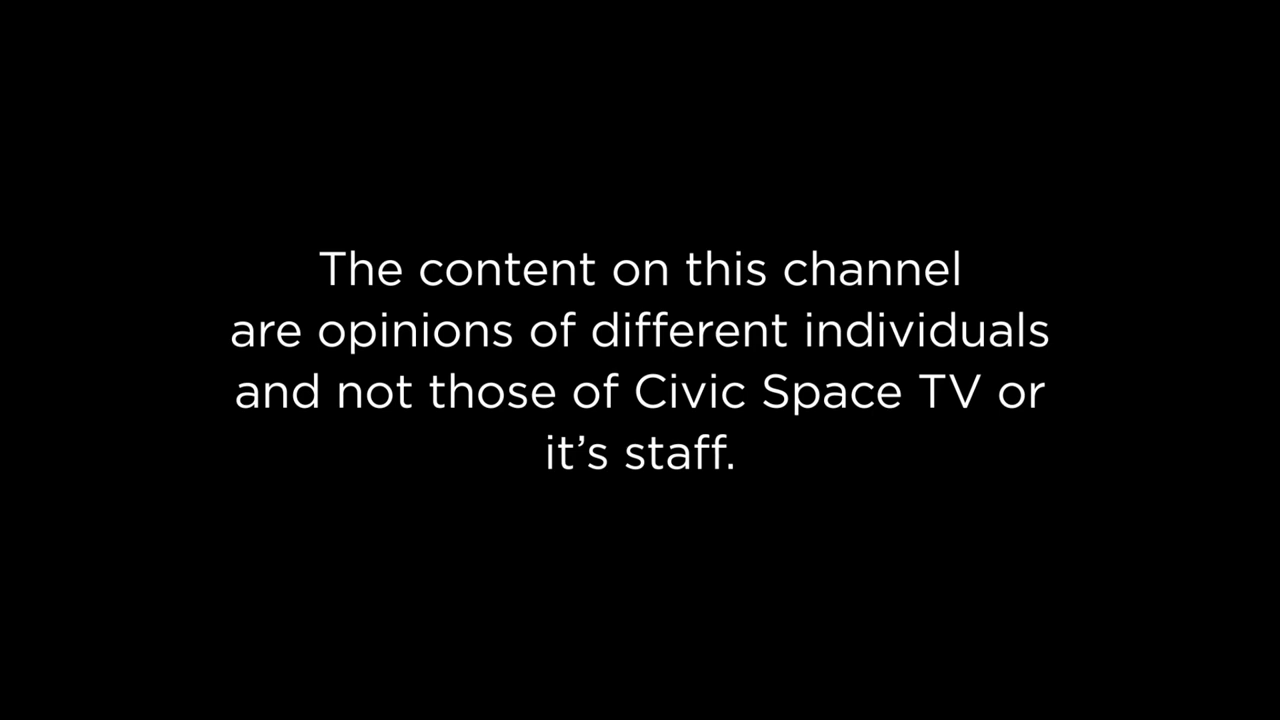 The content on this channel
are opinions of different individuals
and not those of Civic Space TV or
it’s staff.